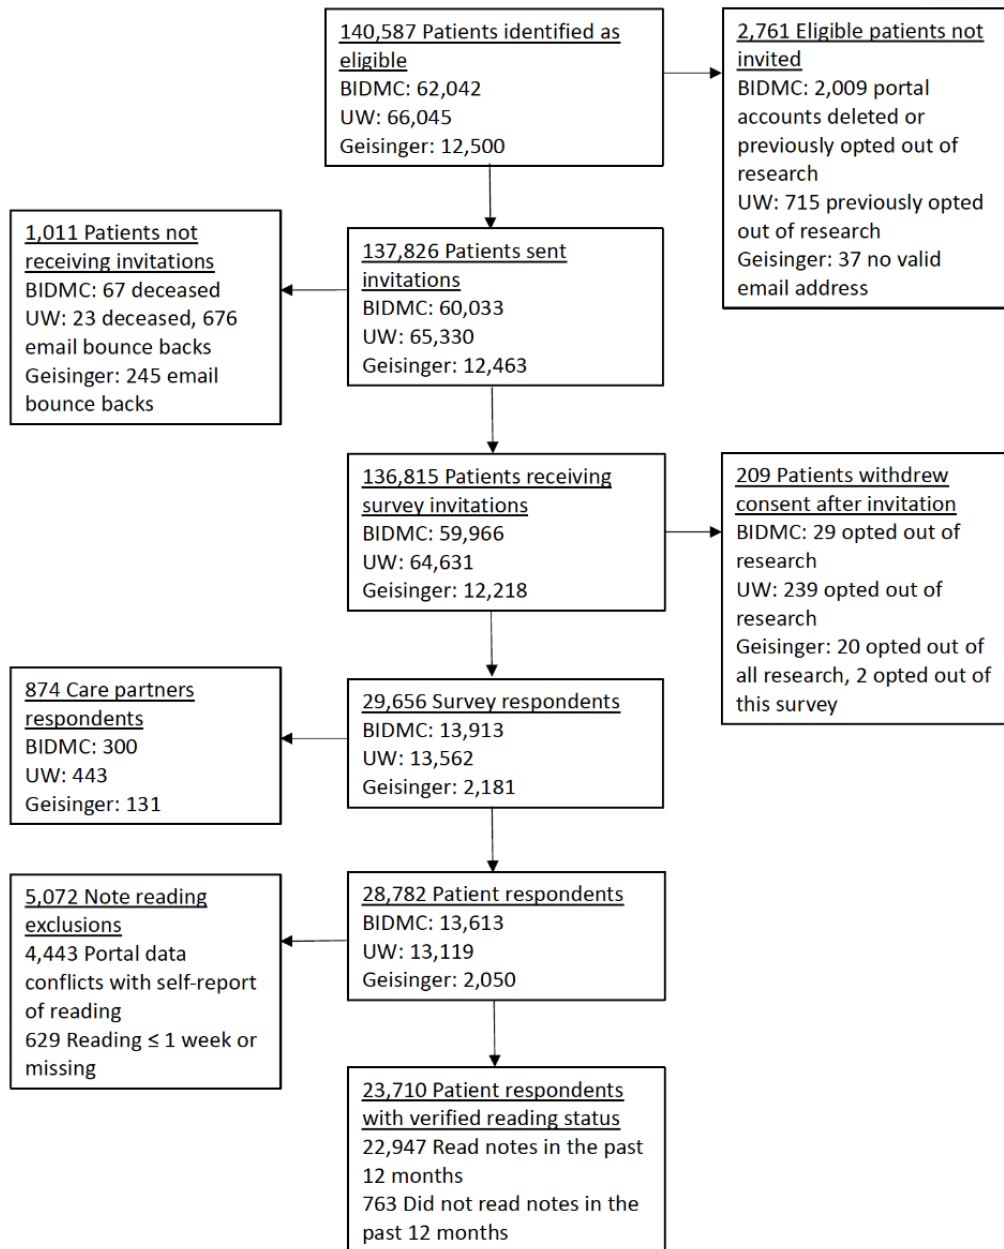 140,587 Patients identified as
eligible
BIDMC: 62,042
UW: 66,045
Geisinger: 12,500
2,761 Eligible patients not
invited
BIDMC: 2,009 portal
accounts deleted or
previously opted out of
research
UW: 715 previously opted
out of research
Geisinger: 37 no valid
email address
1,011 Patients not
receiving invitations
BIDMC: 67 deceased
UW: 23 deceased, 676
email bounce backs
Geisinger: 245 email
bounce backs
137,826 Patients sent
invitations
BIDMC: 60,033
UW: 65,330
Geisinger: 12,463
136,815 Patients receiving
survey invitations
BIDMC: 59,966
UW: 64,631
Geisinger: 12,218
209 Patients withdrew
consent after invitation
BIDMC: 29 opted out of
research
UW: 239 opted out of
research
Geisinger: 20 opted out of
all research, 2 opted out of
this survey
874 Care partners
respondents
BIDMC: 300
UW: 443
Geisinger: 131
29,656 Survey respondents
BIDMC: 13,913
UW: 13,562
Geisinger: 2,181
5,072 Note reading
exclusions
4,443 Portal data
conflicts with self-report
of reading
629 Reading ≤ 1 week or
missing
28,782 Patient respondents
BIDMC: 13,613
UW: 13,119
Geisinger: 2,050
23,710 Patient respondents
with verified reading status
22,947 Read notes in the past
12 months
763 Did not read notes in the
past 12 months